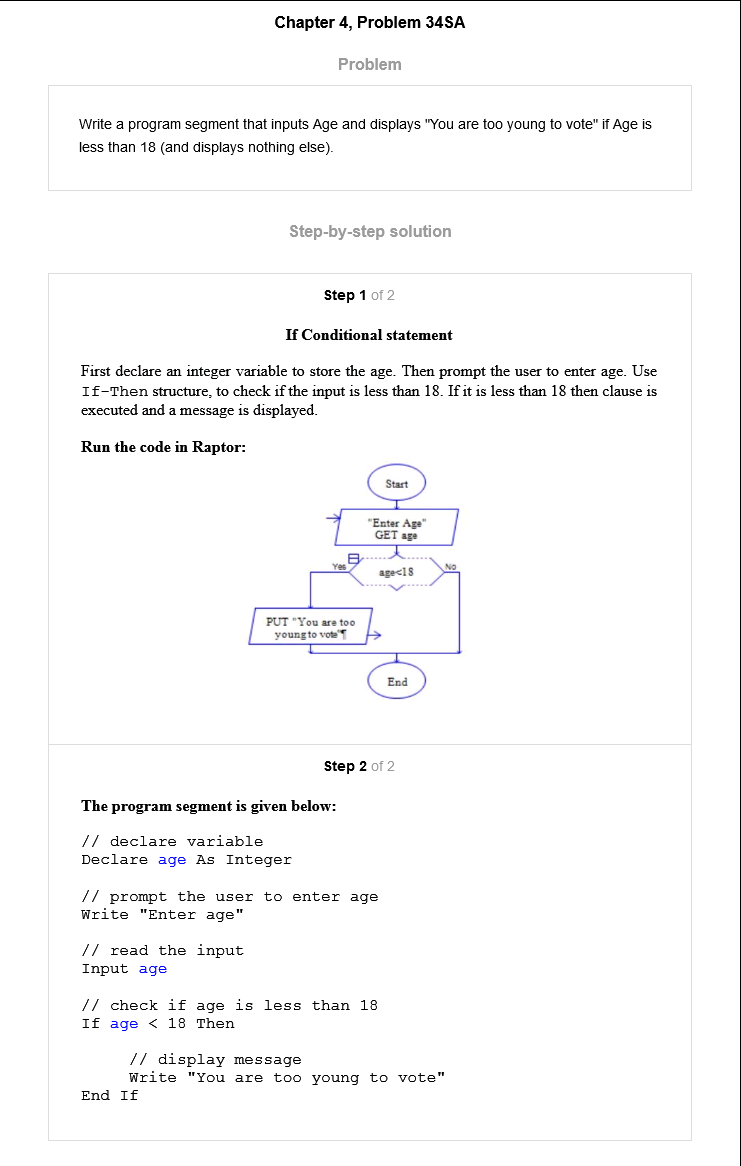 Chapter 4, Problem 34SA
Problem
Write a program segment that inputs Age and displays "You are too young to vote" if Age is
less than 18 (and displays nothing else).
Step-by-step solution
Step 1 of 2
If Conditional statement
First declare an integer variable to store the age. Then prompt the user to enter age. Use
If-Then structure, to check if the input is less than 18. If it is less than 18 then clause is
executed and a message is displayed.
Run the code in Raptor:
Start
"Enter Age"
GET age
Yes
age<18
No
PUT "You are too
young to vote"¶
End
Step 2 of 2
The program segment is given below:
// declare variable
Declare age As Integer
// prompt the user to enter age
Write "Enter age"
// read the input
Input age
// check if age is less than 18
If age < 18 Then
// display message
Write "You are too young to vote"
End If